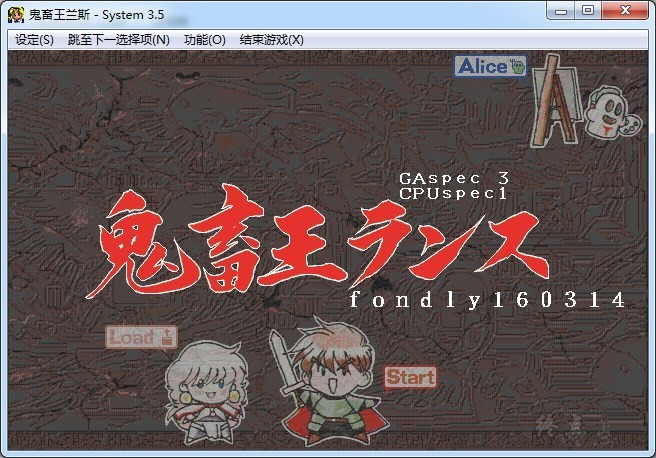 鬼畜王兰斯 - System 3.5
设定(S) 跳至下一选择项(N) 功能(O) 结束游戏(X)
Alice
GAspec 3
CPUspec1
鬼畜王ランス
fondly160314
Load
Start